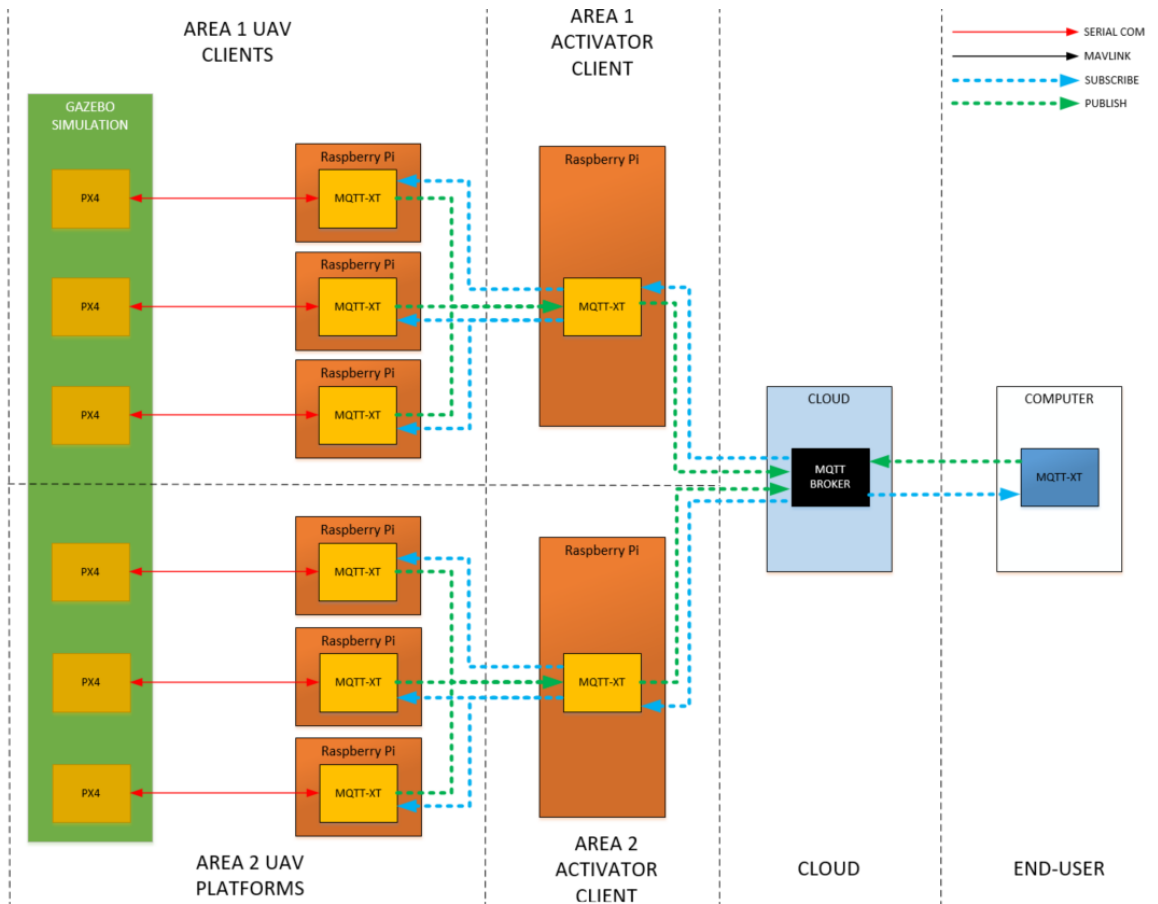 AREA 1 UAV
CLIENTS
AREA 1
ACTIVATOR
CLIENT
SERIAL COM
MAVLINK
SUBSCRIBE
PUBLISH
GAZEBO
SIMULATION
Raspberry Pi
PX4
MQTT-XT
Raspberry Pi
PX4
MQTT-XT
Raspberry Pi
PX4
MQTT-XT
Raspberry Pi
MQTT-XT
CLOUD
MQTT
BROKER
COMPUTER
MQTT-XT
Raspberry Pi
PX4
MQTT-XT
Raspberry Pi
PX4
MQTT-XT
Raspberry Pi
PX4
MQTT-XT
Raspberry Pi
MQTT-XT
AREA 2 UAV
PLATFORMS
AREA 2
ACTIVATOR
CLIENT
CLOUD
END-USER